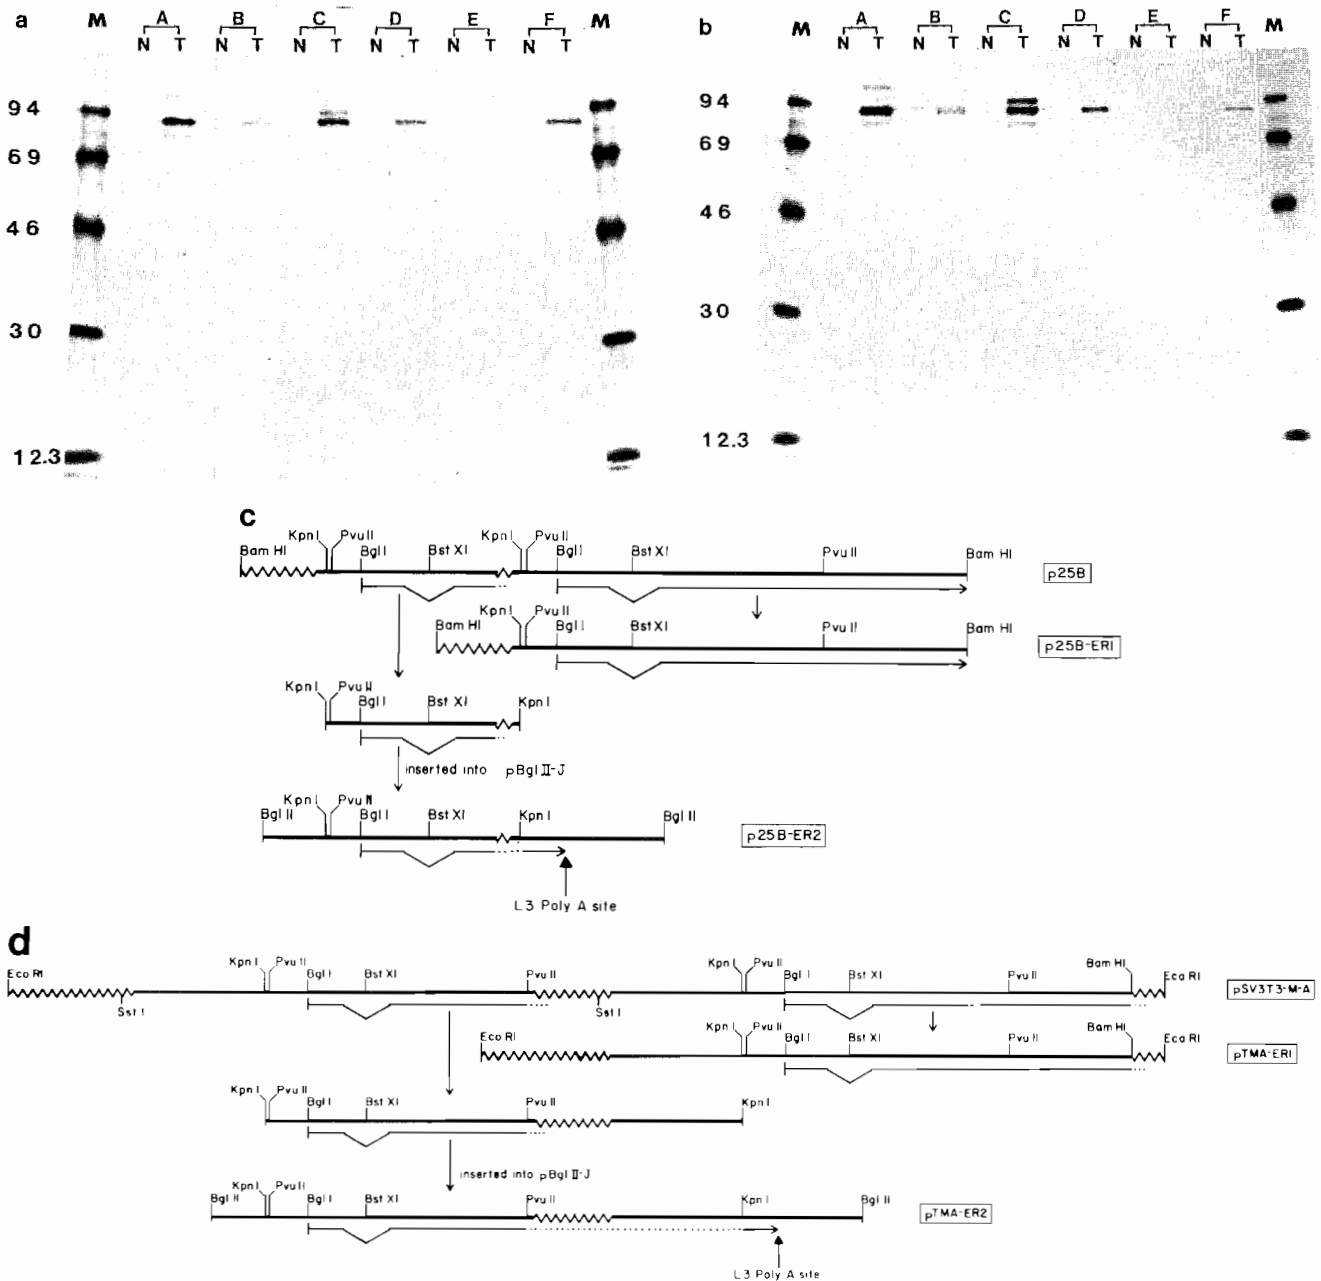 a
M A B C D E F M
N T N T N T N T N T N T
94
69
46
30
12.3
b
M A B C D E F M
N T N T N T N T N T N T
94
69
46
30
12.3
c
Kpn I Pvu II Kpn I Pvu II
Bam HI Bgl I Bst XI Bgl I Bst XI Pvu II Bam HI
p25B
Kpn I Pvu II
Bam HI Bgl I Bst XI Pvu II Bam HI
p25B-ER1
Kpn I Pvu II
Bgl I Bst XI Kpn I
inserted into pBgl II-J
Kpn I Pvu II
Bgl II Bgl I Bst XI Kpn I Bgl II
p25B-ER2
L3 Poly A site
d
Kpn I Pvu II Kpn I Pvu II Bam HI
Eco RI Bgl I Bst XI Pvu II Bgl I Bst XI Pvu II Eco RI
pSV3T3-M-A
Sst I Sst I
Kpn I Pvu II Bam HI
Eco RI Bgl I Bst XI Pvu II Eco RI
pTMA-ER1
Kpn I Pvu II
Bgl I Bst XI Pvu II Kpn I
inserted into pBgl II-J
Kpn I Pvu II
Bgl II Bgl I Bst XI Pvu II Kpn I Bgl II
pTMA-ER2
L3 Poly A site